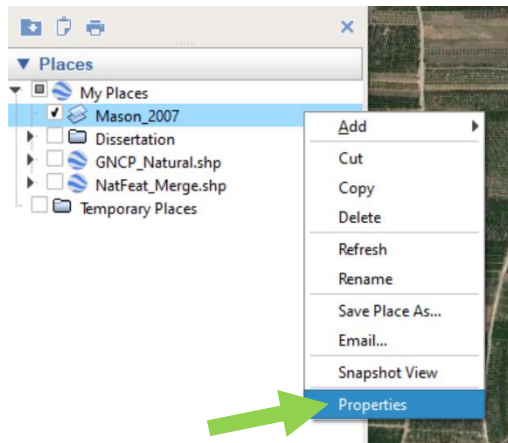 Places
My Places
Mason_2007
Dissertation
GNCP_Natural.shp
NatFeat_Merge.shp
Temporary Places
Add
Cut
Copy
Delete
Refresh
Rename
Save Place As...
Email...
Snapshot View
Properties